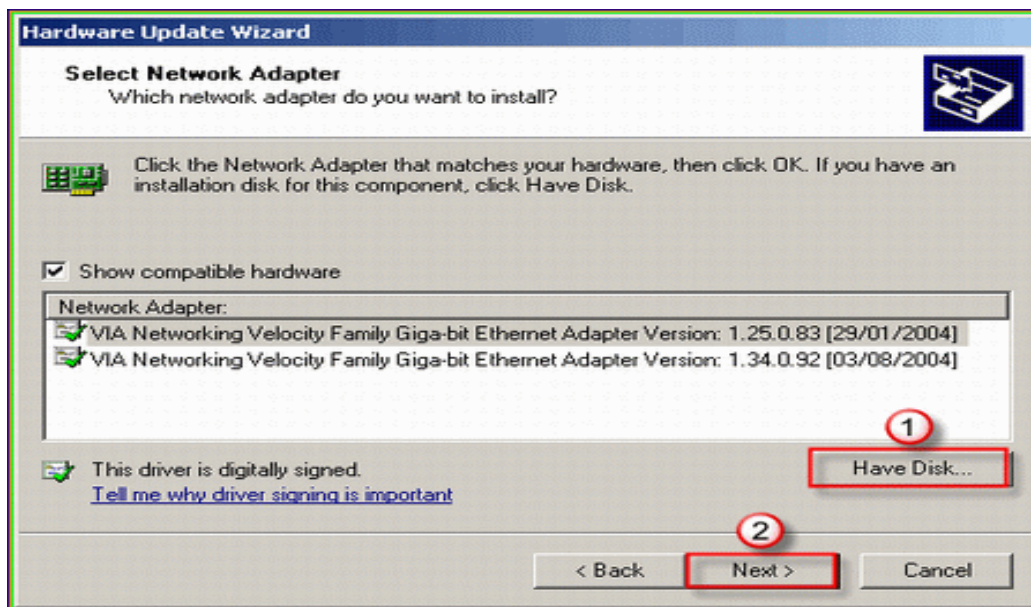 Hardware Update Wizard
Select Network Adapter
Which network adapter do you want to install?
Click the Network Adapter that matches your hardware, then click OK. If you have an
installation disk for this component, click Have Disk.
Show compatible hardware
Network Adapter:
VIA Networking Velocity Family Giga-bit Ethernet Adapter Version: 1.25.0.83 [29/01/2004]
VIA Networking Velocity Family Giga-bit Ethernet Adapter Version: 1.34.0.92 [03/08/2004]
1
This driver is digitally signed.
Have Disk...
Tell me why driver signing is important
2
< Back
Next >
Cancel